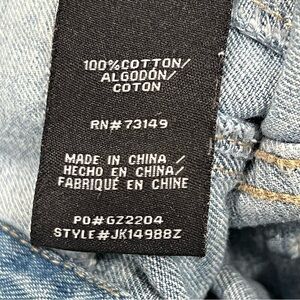 100%COTTON/
ALGODÓN/
COTON
RN#73149
MADE IN CHINA /
HECHO EN CHINA/
FABRIQUÉ EN CHINE
PO#GZ2204
STYLE#JK14988Z